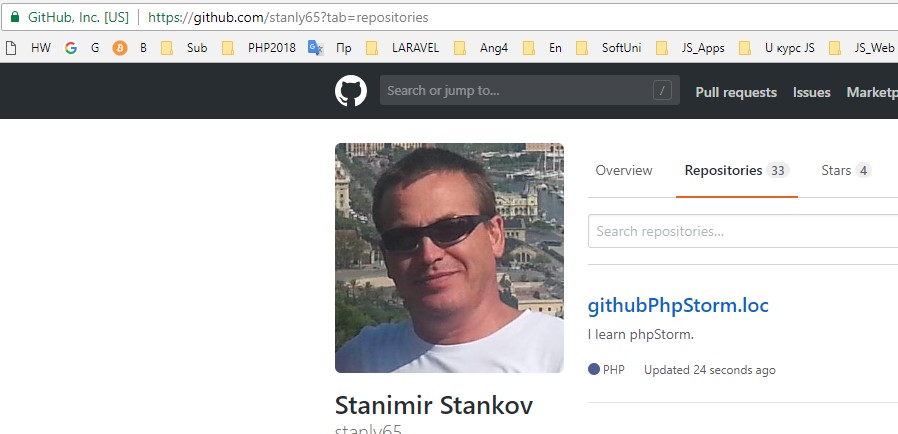 GitHub, Inc. [US] https://github.com/stanly65?tab=repositories
HW G G B Sub PHP2018 Пр LARAVEL Ang4 En SoftUni JS_Apps U курс JS JS_Web
Search or jump to... / Pull requests Issues Marketp
Overview Repositories 33 Stars 4
Search repositories...
githubPhpStorm.loc
I learn phpStorm.
PHP Updated 24 seconds ago
Stanimir Stankov
stanly65